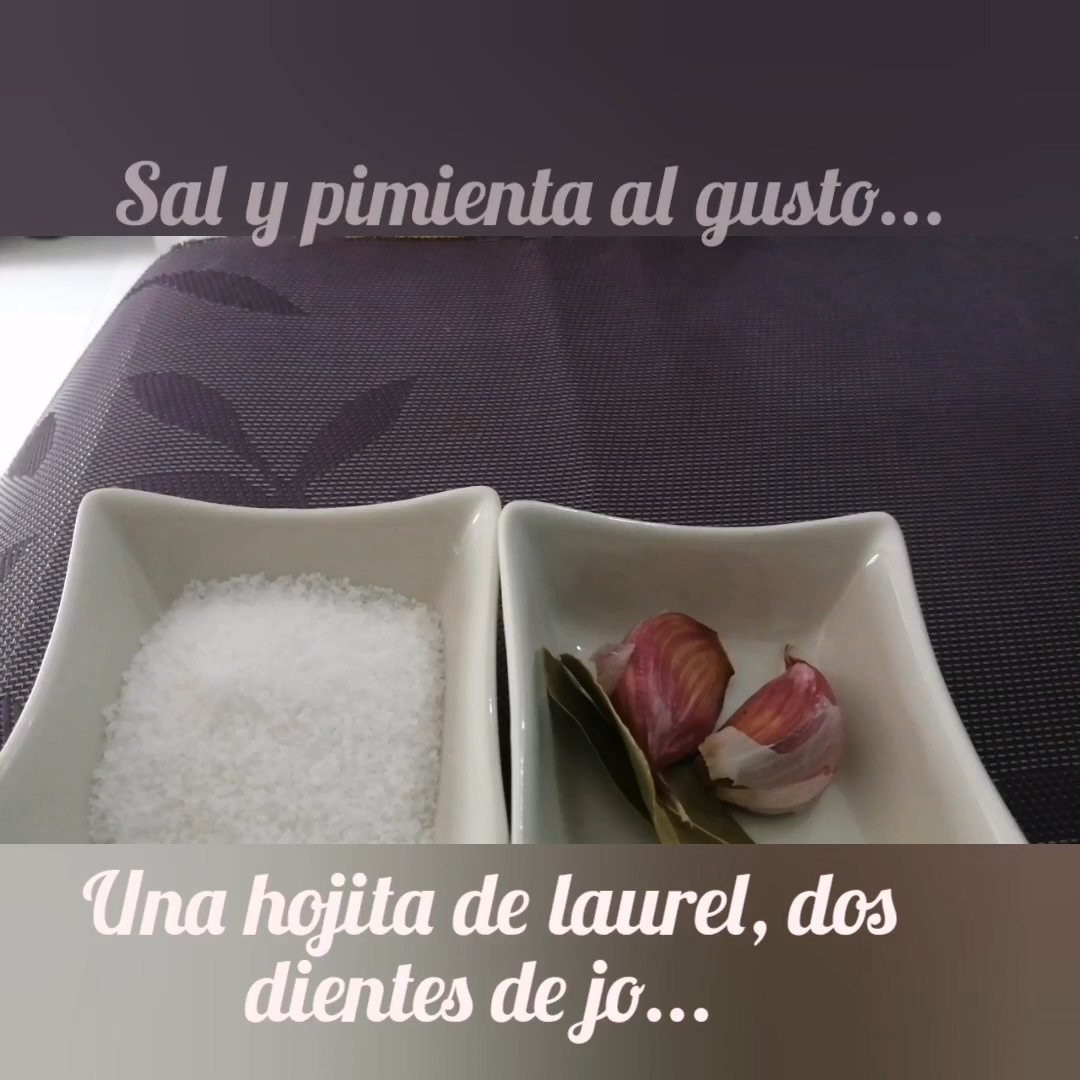 Sal y pimienta al gusto...
Una hojita de laurel, dos
dientes de jo...